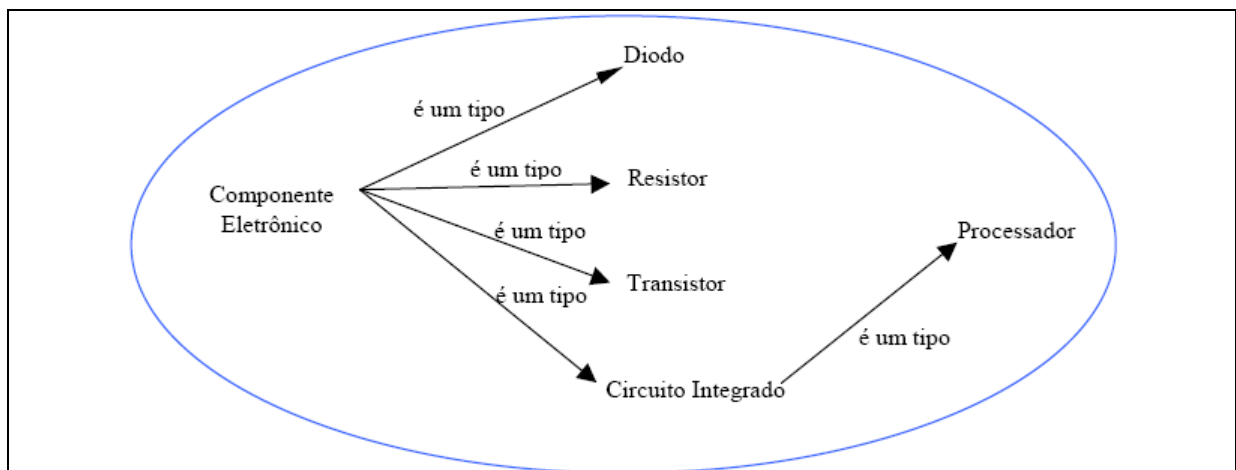 Diodo
é um tipo
é um tipo
Resistor
Componente
Eletrônico
é um tipo
Processador
Transistor
é um tipo
é um tipo
Circuito Integrado